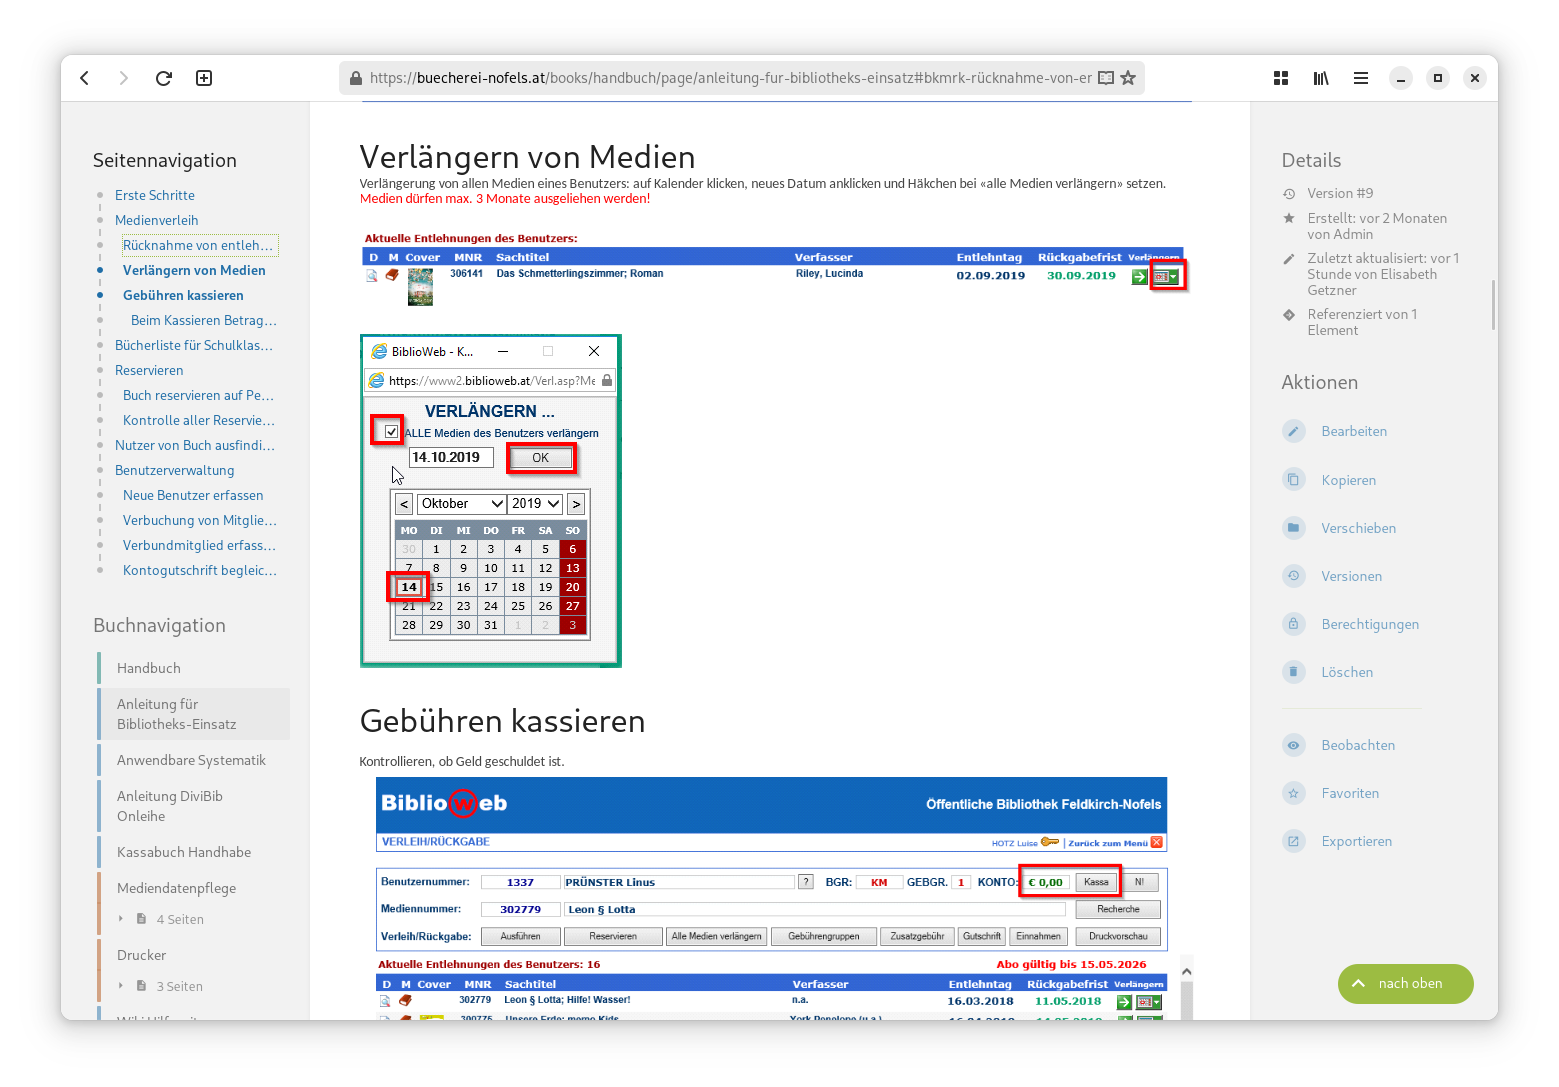 https://buecherei-nofels.at/books/handbuch/page/anleitung-fur-bibliotheks-einsatz#bkmrk-rücknahme-von-er
Seitennavigation
Erste Schritte
Medienverleih
Rücknahme von entleh...
Verlängern von Medien
Gebühren kassieren
Beim Kassieren Betrag...
Bücherliste für Schulklas...
Reservieren
Buch reservieren auf Pe...
Kontrolle aller Reservie...
Nutzer von Buch ausfindi...
Benutzerverwaltung
Neue Benutzer erfassen
Verbuchung von Mitglie...
Verbundmitglied erfass...
Kontogutschrift begleic...
Buchnavigation
Handbuch
Anleitung für
Bibliotheks-Einsatz
Anwendbare Systematik
Anleitung DiviBib
Onleihe
Kassabuch Handhabe
Mediendatenpflege
4 Seiten
Drucker
3 Seiten
Verlängern von Medien
Verlängerung von allen Medien eines Benutzers: auf Kalender klicken, neues Datum anklicken und Häkchen bei «alle Medien verlängern» setzen.
Medien dürfen max. 3 Monate ausgeliehen werden!
Aktuelle Entlehnungen des Benutzers:
D M Cover MNR Sachtitel Verfasser Entlehntag Rückgabefrist Verlängern
306141 Das Schmetterlingszimmer; Roman Riley, Lucinda 02.09.2019 30.09.2019
BiblioWeb - K...
https://www2.biblioweb.at/Verl.asp?Me
VERLÄNGERN ...
ALLE Medien des Benutzers verlängern
14.10.2019 OK
< Oktober 2019 >
MO DI MI DO FR SA SO
30 1 2 3 4 5 6
7 8 9 10 11 12 13
14 15 16 17 18 19 20
21 22 23 24 25 26 27
28 29 30 31 1 2 3
Gebühren kassieren
Kontrollieren, ob Geld geschuldet ist.
BiblioWeb Öffentliche Bibliothek Feldkirch-Nofels
VERLEIH/RÜCKGABE HOTZ Luise | Zurück zum Menü
Benutzernummer: 1337 PRÜNSTER Linus ? BGR: KM GEBGR. 1 KONTO: € 0,00 Kassa N!
Mediennummer: 302779 Leon § Lotta Recherche
Verleih/Rückgabe: Ausführen Reservieren Alle Medien verlängern Gebührengruppen Zusatzgebühr Gutschrift Einnahmen Druckvorschau
Aktuelle Entlehnungen des Benutzers: 16 Abo gültig bis 15.05.2026
D M Cover MNR Sachtitel Verfasser Entlehntag Rückgabefrist Verlängern
302779 Leon § Lotta; Hilfe! Wasser! n.a. 16.03.2018 11.05.2018
Details
Version #9
Erstellt: vor 2 Monaten
von Admin
Zuletzt aktualisiert: vor 1
Stunde von Elisabeth
Getzner
Referenziert von 1
Element
Aktionen
Bearbeiten
Kopieren
Verschieben
Versionen
Berechtigungen
Löschen
Beobachten
Favoriten
Exportieren
nach oben